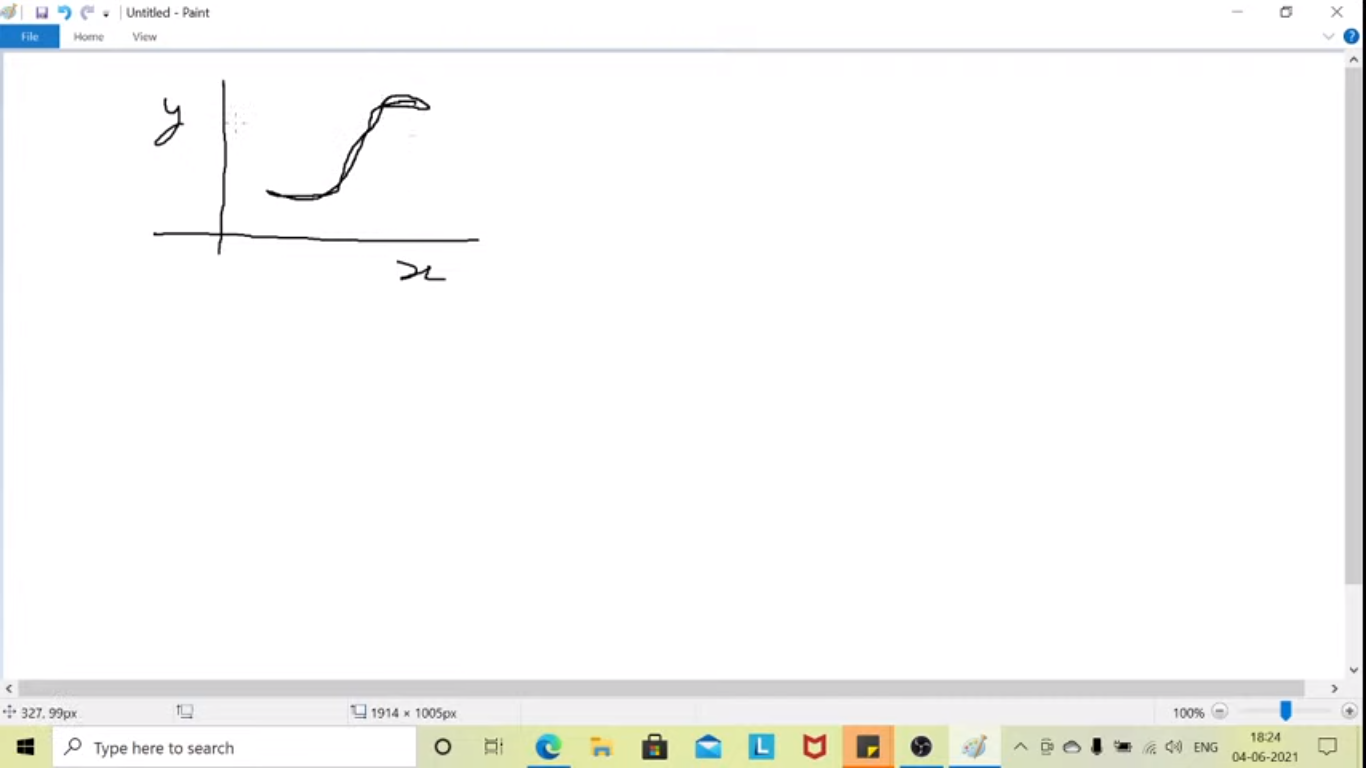 Untitled - Paint
File Home View
y
x
327, 99px 1914 × 1005px 100%
Type here to search L ENG 18:24
04-06-2021